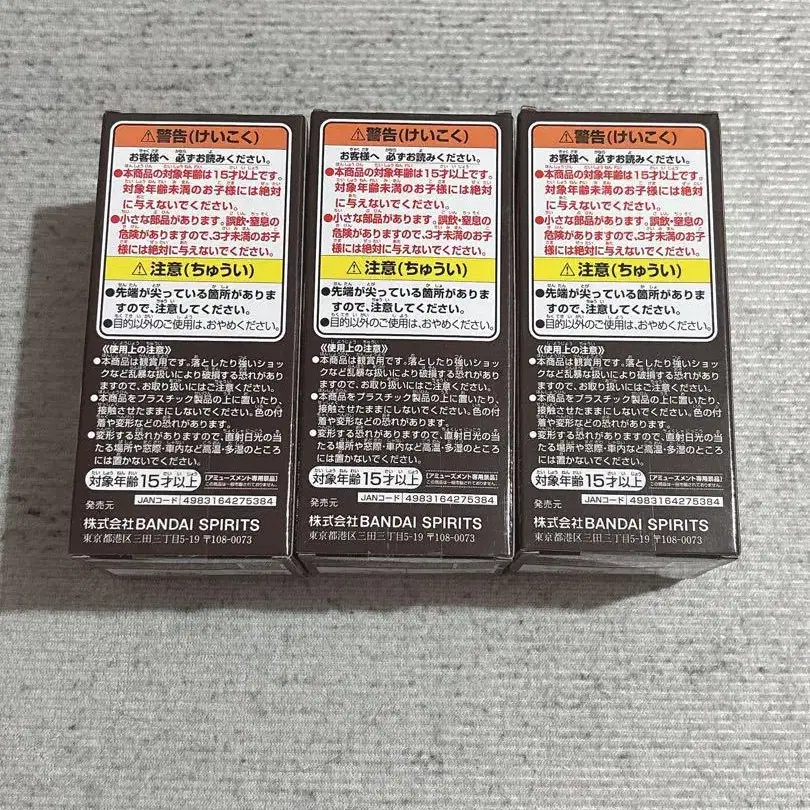 ⚠警告(けいこく)
お客様へ 必ずお読みください。
●本商品の対象年齢は15才以上です。
対象年齢未満のお子様には絶対
に与えないでください。
●小さな部品があります。誤飲・窒息の
危険がありますので、3才未満のお子
様には絶対に与えないでください。
⚠注意(ちゅうい)
●先端が尖っている箇所がありま
すので、注意してください。
●目的以外のご使用は、おやめください。
《使用上の注意》
●本商品は観賞用です。落としたり強いショッ
クなど乱暴な扱いにより破損する恐れがあり
ますので、お取り扱いにはご注意ください。
●本商品をプラスチック製品の上に置いたり、
接触させたままにしないでください。色の付
着や変形などの恐れがあります。
●変形する恐れがありますので、直射日光の当
たる場所や窓際・車内など高温・多湿のところ
には置かないでください。
対象年齢15才以上
【アミューズメント専用景品】
この商品は一般市販されておりません。
JANコード 4983164275384
発売元
株式会社BANDAI SPIRITS
東京都港区三田三丁目5-19 〒108-0073
⚠警告(けいこく)
お客様へ 必ずお読みください。
●本商品の対象年齢は15才以上です。
対象年齢未満のお子様には絶対
に与えないでください。
●小さな部品があります。誤飲・窒息の
危険がありますので、3才未満のお子
様には絶対に与えないでください。
⚠注意(ちゅうい)
●先端が尖っている箇所がありま
すので、注意してください。
●目的以外のご使用は、おやめください。
《使用上の注意》
●本商品は観賞用です。落としたり強いショッ
クなど乱暴な扱いにより破損する恐れがあり
ますので、お取り扱いにはご注意ください。
●本商品をプラスチック製品の上に置いたり、
接触させたままにしないでください。色の付
着や変形などの恐れがあります。
●変形する恐れがありますので、直射日光の当
たる場所や窓際・車内など高温・多湿のところ
には置かないでください。
対象年齢15才以上
【アミューズメント専用景品】
この商品は一般市販されておりません。
JANコード 4983164275384
発売元
株式会社BANDAI SPIRITS
東京都港区三田三丁目5-19 〒108-0073
⚠警告(けいこく)
お客様へ 必ずお読みください。
●本商品の対象年齢は15才以上です。
対象年齢未満のお子様には絶対
に与えないでください。
●小さな部品があります。誤飲・窒息の
危険がありますので、3才未満のお子
様には絶対に与えないでください。
⚠注意(ちゅうい)
●先端が尖っている箇所がありま
すので、注意してください。
●目的以外のご使用は、おやめください。
《使用上の注意》
●本商品は観賞用です。落としたり強いショッ
クなど乱暴な扱いにより破損する恐れがあり
ますので、お取り扱いにはご注意ください。
●本商品をプラスチック製品の上に置いたり、
接触させたままにしないでください。色の付
着や変形などの恐れがあります。
●変形する恐れがありますので、直射日光の当
たる場所や窓際・車内など高温・多湿のところ
には置かないでください。
対象年齢15才以上
【アミューズメント専用景品】
この商品は一般市販されておりません。
JANコード 4983164275384
発売元
株式会社BANDAI SPIRITS
東京都港区三田三丁目5-19 〒108-0073